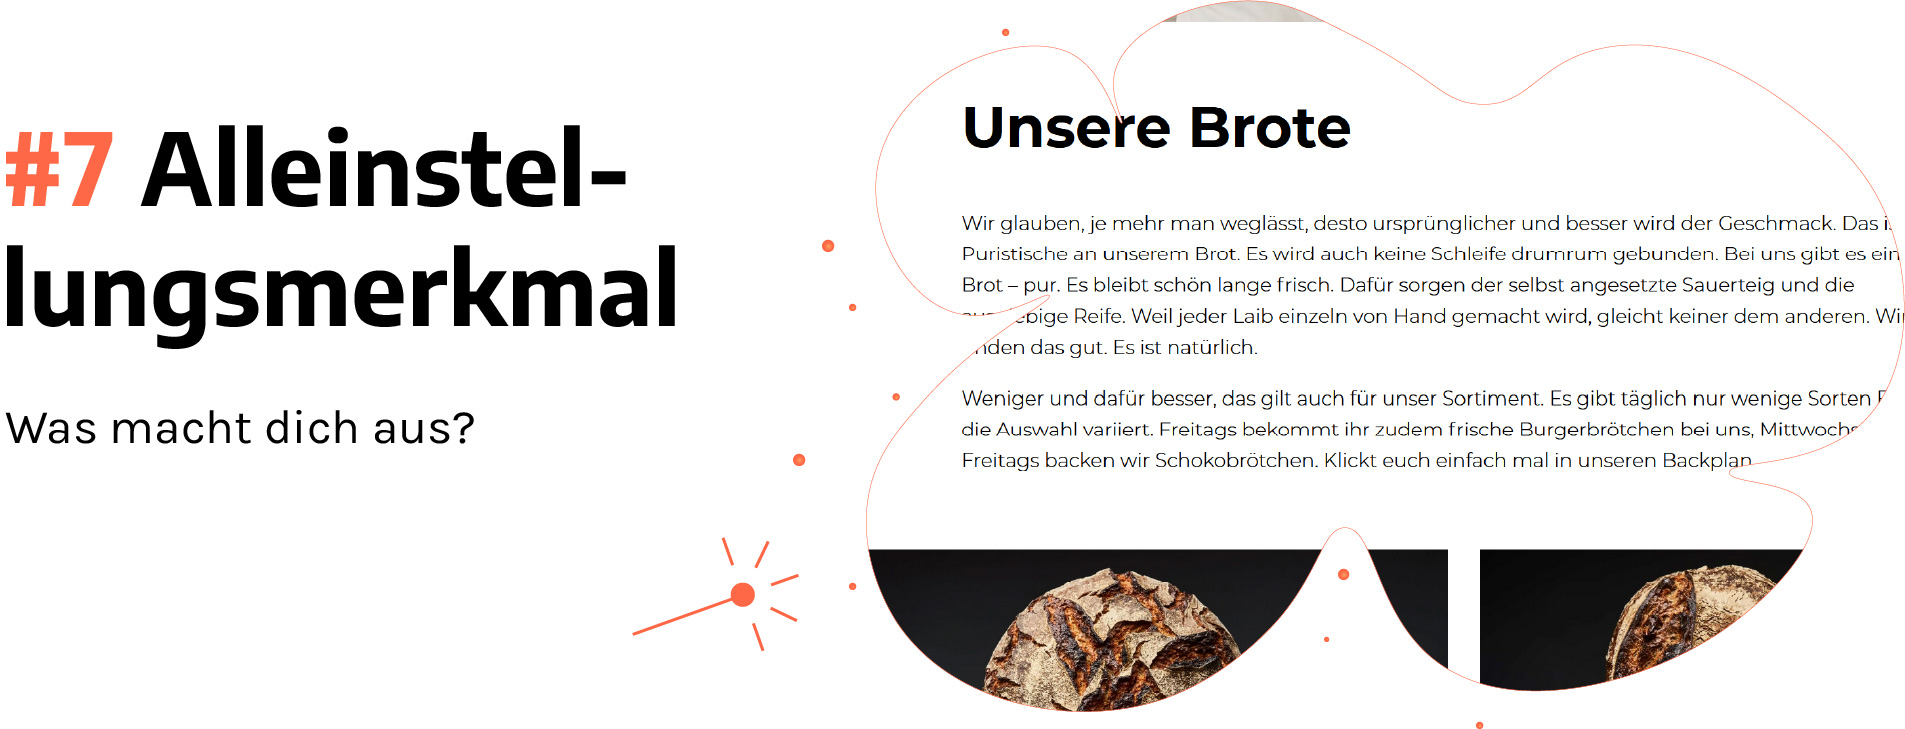 #7 Alleinstel-
lungsmerkmal
Was macht dich aus?
Unsere Brote
Wir glauben, je mehr man weglässt, desto ursprünglicher und besser wird der Geschmack. Das
Puristische an unserem Brot. Es wird auch keine Schleife drumrum gebunden. Bei uns gibt es ein
Brot – pur. Es bleibt schön lange frisch. Dafür sorgen der selbst angesetzte Sauerteig und die
Reife. Weil jeder Laib einzeln von Hand gemacht wird, gleicht keiner dem anderen. Wir
das gut. Es ist natürlich.
Weniger und dafür besser, das gilt auch für unser Sortiment. Es gibt täglich nur wenige Sorten
die Auswahl variiert. Freitags bekommt ihr zudem frische Burgerbrötchen bei uns, Mittwochs
Freitags backen wir Schokobrötchen. Klickt euch einfach mal in unseren Backplan